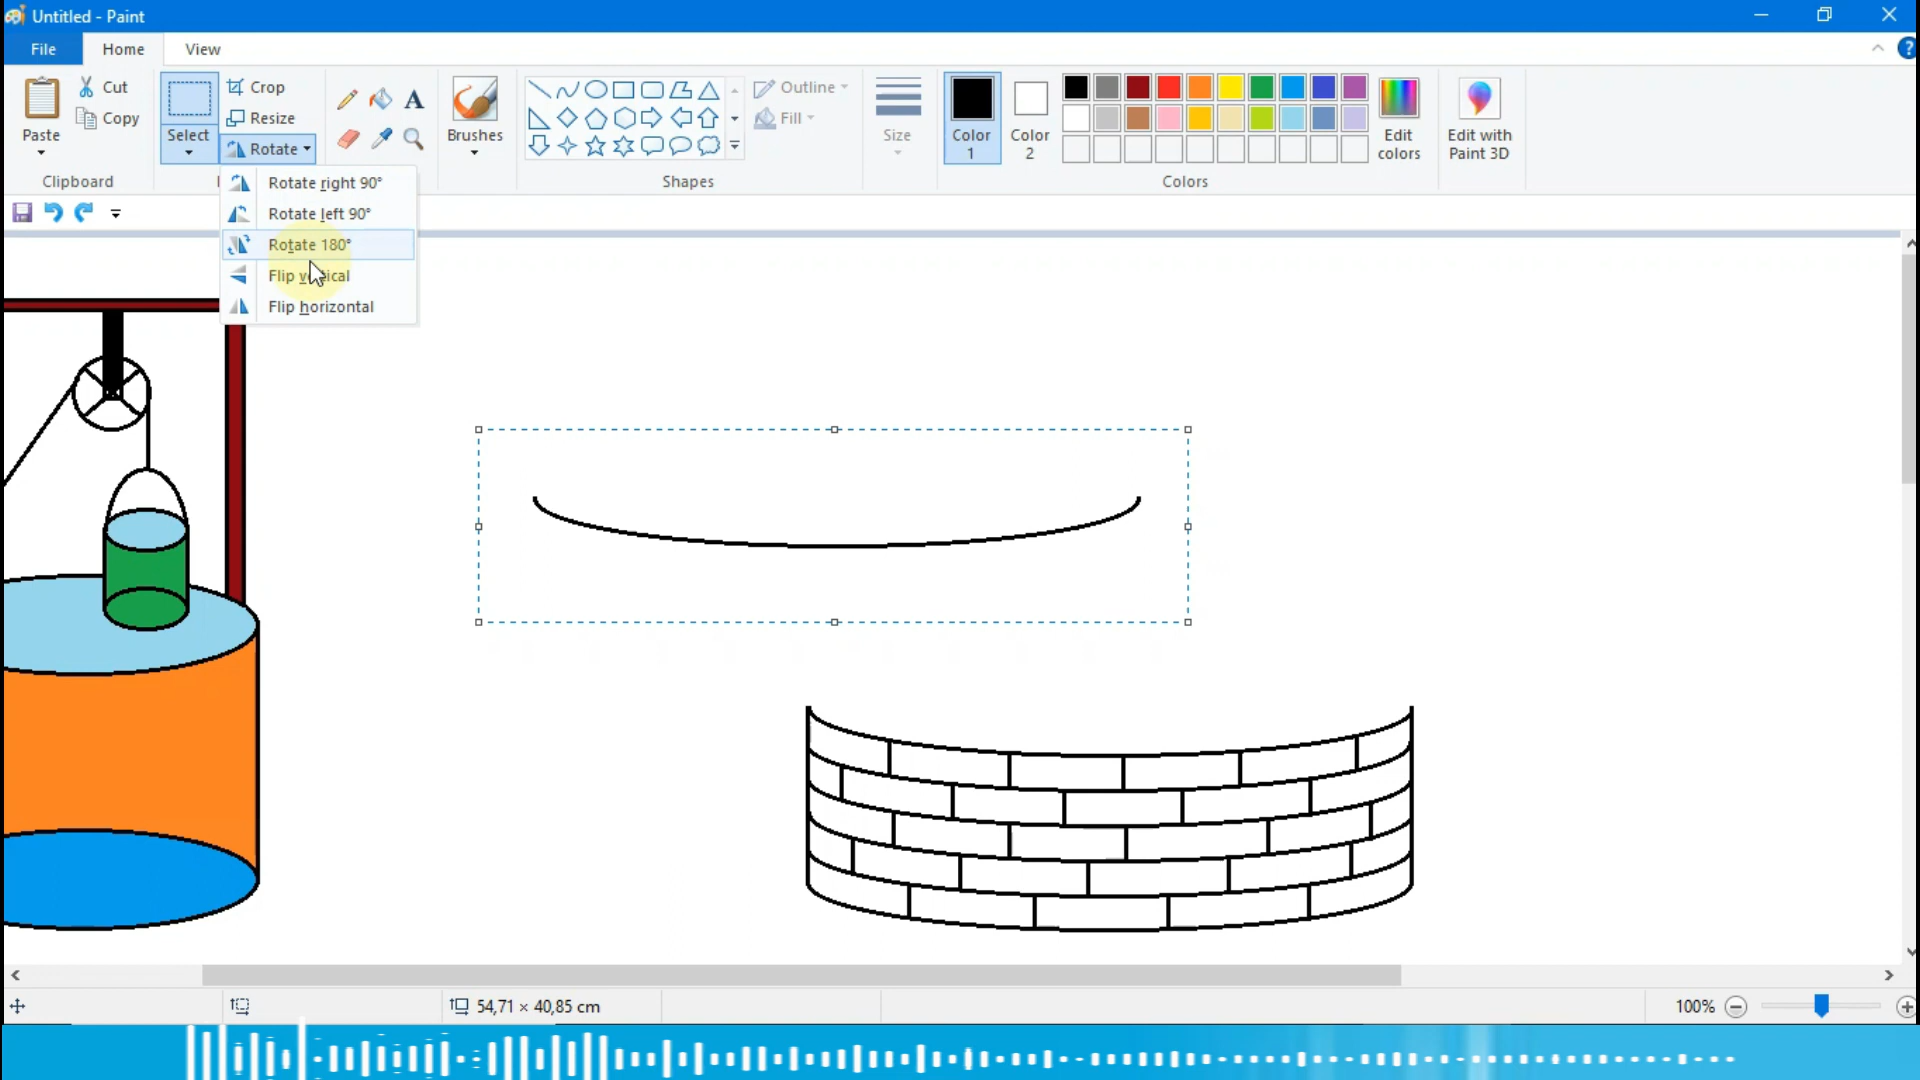 Untitled - Paint
File Home View ?
Paste Cut Copy
Select Crop Resize Rotate
A
Brushes
Outline Fill
Size
Color 1 Color 2
Edit colors
Edit with Paint 3D
Clipboard Shapes Colors
Rotate right 90°
Rotate left 90°
Rotate 180°
Flip vertical
Flip horizontal
54,71 × 40,85 cm 100%